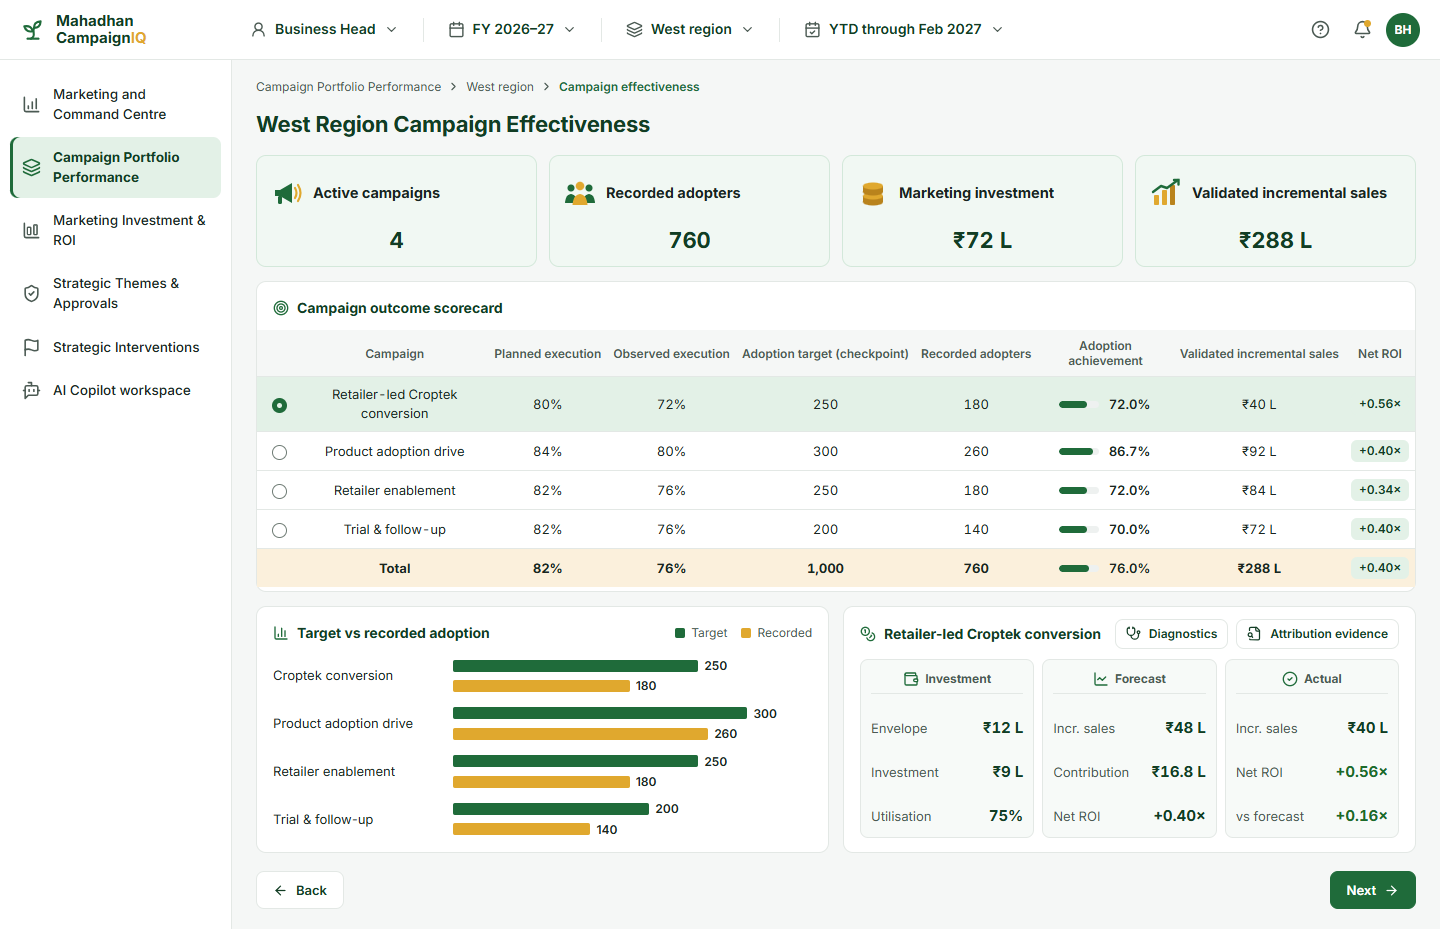 Mahadhan
CampaignIQ
Business Head
FY 2026–27
West region
YTD through Feb 2027
BH
Marketing and
Command Centre
Campaign Portfolio
Performance
Marketing Investment &
ROI
Strategic Themes &
Approvals
Strategic Interventions
AI Copilot workspace
Campaign Portfolio Performance > West region > Campaign effectiveness
West Region Campaign Effectiveness
Active campaigns
4
Recorded adopters
760
Marketing investment
₹72 L
Validated incremental sales
₹288 L
Campaign outcome scorecard
Campaign Planned execution Observed execution Adoption target (checkpoint) Recorded adopters Adoption achievement Validated incremental sales Net ROI
Retailer-led Croptek conversion 80% 72% 250 180 72.0% ₹40 L +0.56×
Product adoption drive 84% 80% 300 260 86.7% ₹92 L +0.40×
Retailer enablement 82% 76% 250 180 72.0% ₹84 L +0.34×
Trial & follow-up 82% 76% 200 140 70.0% ₹72 L +0.40×
Total 82% 76% 1,000 760 76.0% ₹288 L +0.40×
Target vs recorded adoption
Target Recorded
Croptek conversion 250
180
Product adoption drive 300
260
Retailer enablement 250
180
Trial & follow-up 200
140
Retailer-led Croptek conversion
Diagnostics
Attribution evidence
Investment
Envelope ₹12 L
Investment ₹9 L
Utilisation 75%
Forecast
Incr. sales ₹48 L
Contribution ₹16.8 L
Net ROI +0.40×
Actual
Incr. sales ₹40 L
Net ROI +0.56×
vs forecast +0.16×
Back
Next